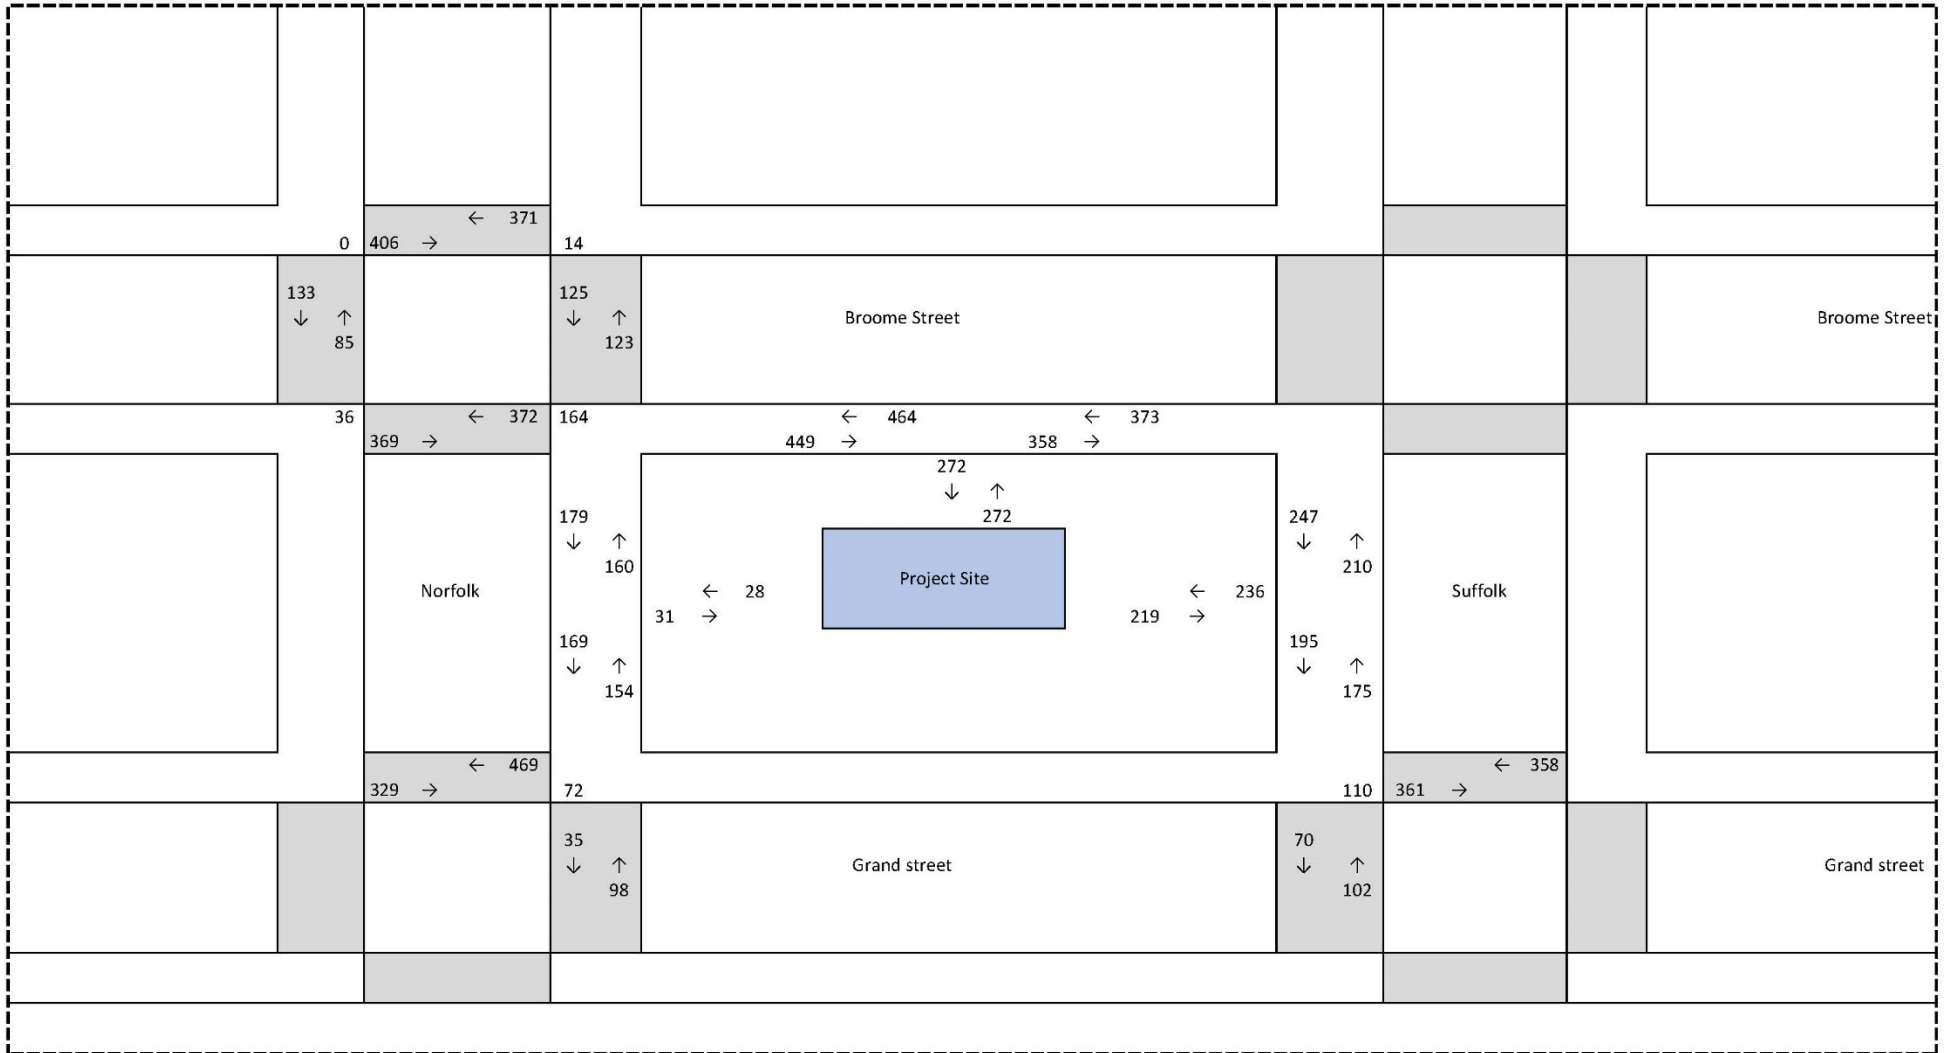 ← 371
0 406 → 14
133 125
↓ ↑ ↓ ↑ Broome Street Broome Street
85 123
36 ← 372 164 ← 464 ← 373
369 → 449 → 358 →
272
↓ ↑
179 272 247
↓ ↑ ↓ ↑
160 210
Project Site
Norfolk ← 28 ← 236 Suffolk
31 → 219 →
169 195
↓ ↑ ↓ ↑
154 175
← 469 ← 358
329 → 72 110 361 →
35 70
↓ ↑ Grand street ↓ ↑ Grand street
98 102